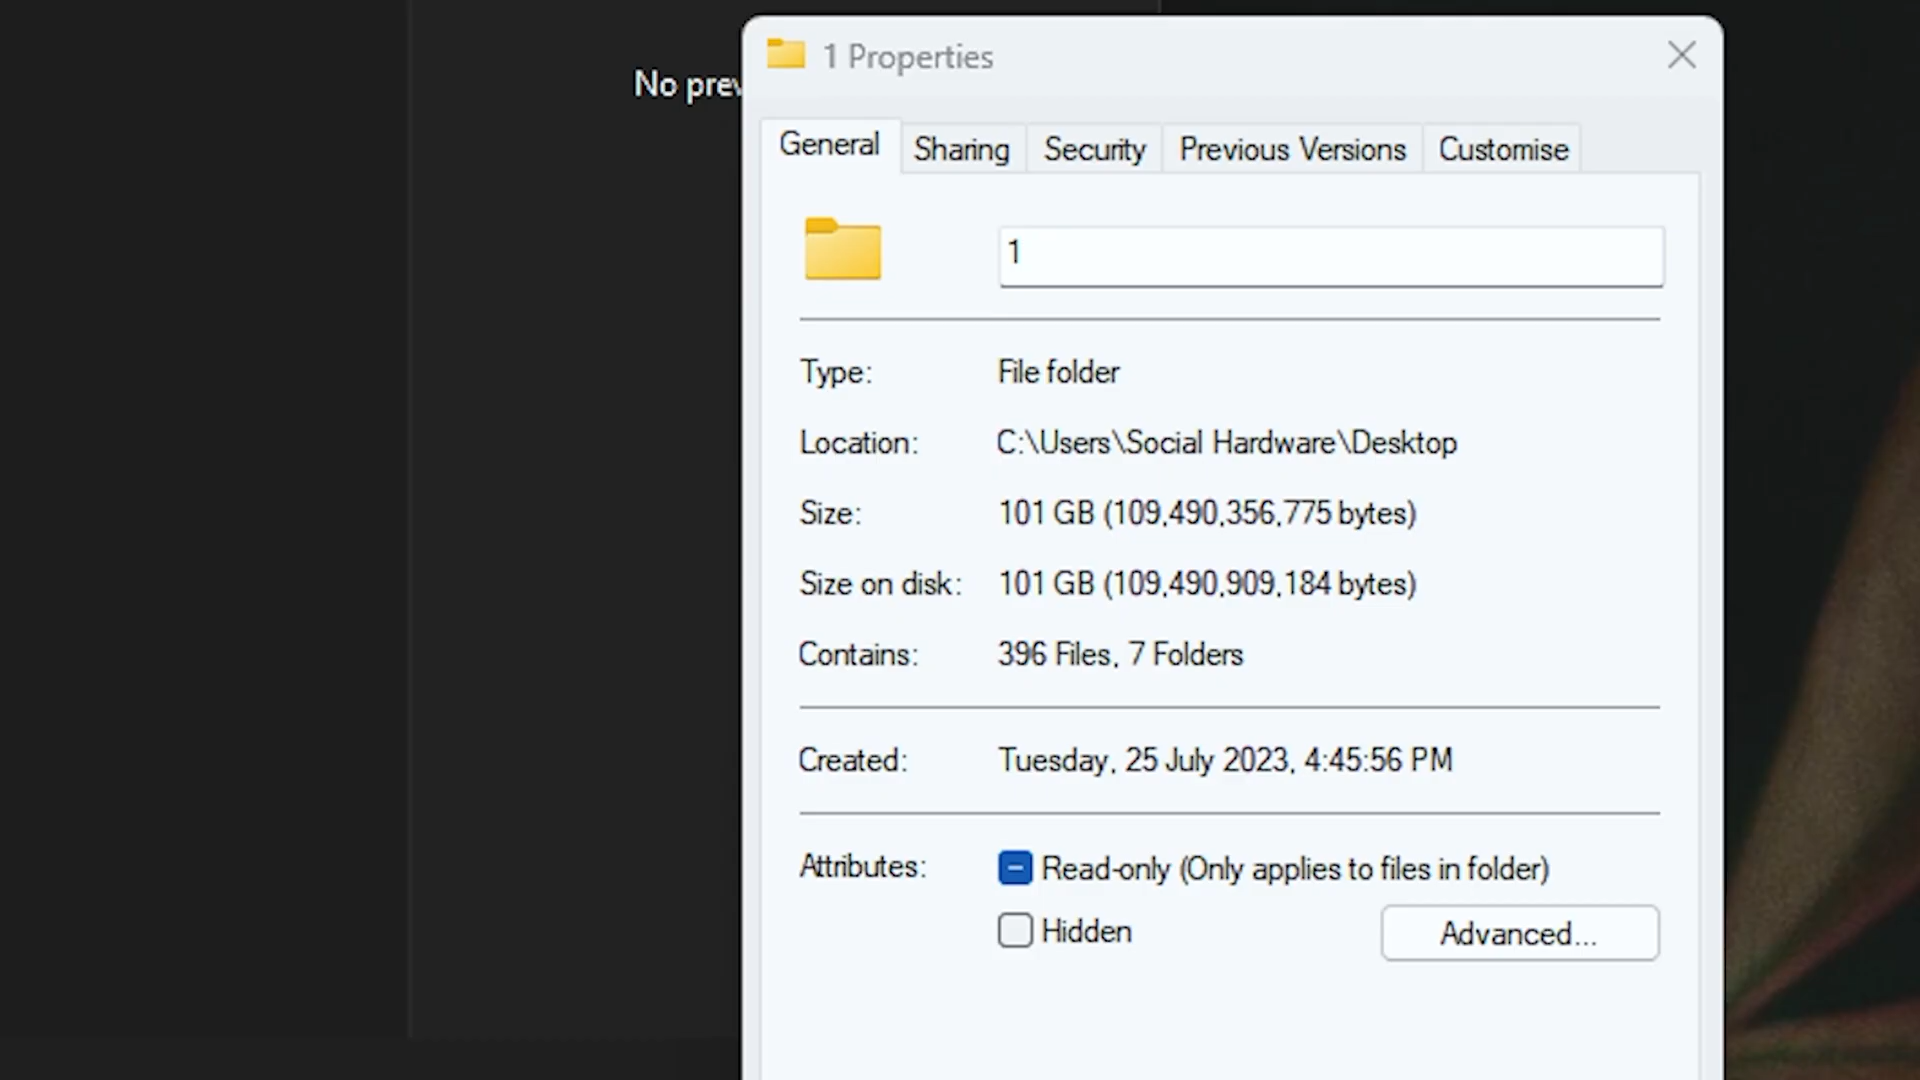 No prev
1 Properties
General Sharing Security Previous Versions Customise
1
Type: File folder
Location: C:\Users\Social Hardware\Desktop
Size: 101 GB (109,490,356,775 bytes)
Size on disk: 101 GB (109,490,909,184 bytes)
Contains: 396 Files, 7 Folders
Created: Tuesday, 25 July 2023, 4:45:56 PM
Attributes: Read-only (Only applies to files in folder)
Hidden Advanced...